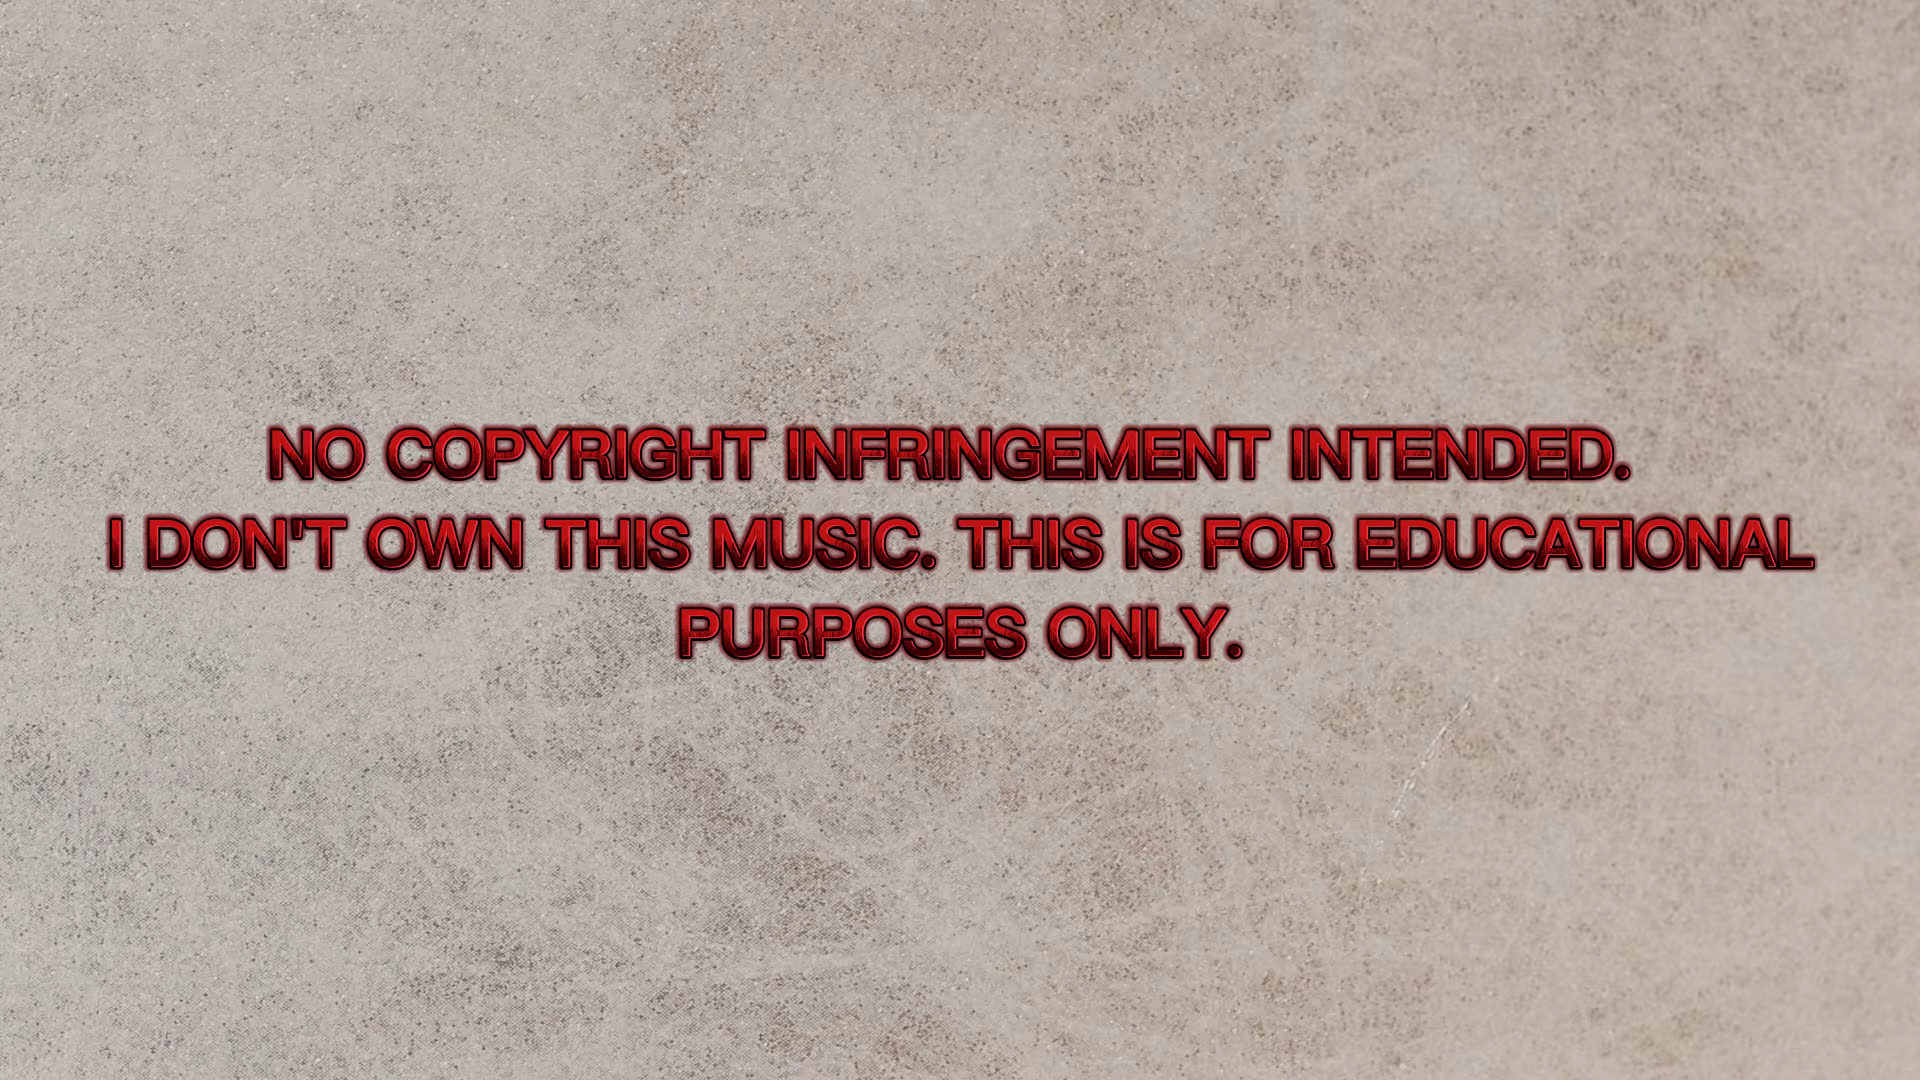 NO COPYRIGHT INFRINGEMENT INTENDED.
I DON'T OWN THIS MUSIC. THIS IS FOR EDUCATIONAL
PURPOSES ONLY.